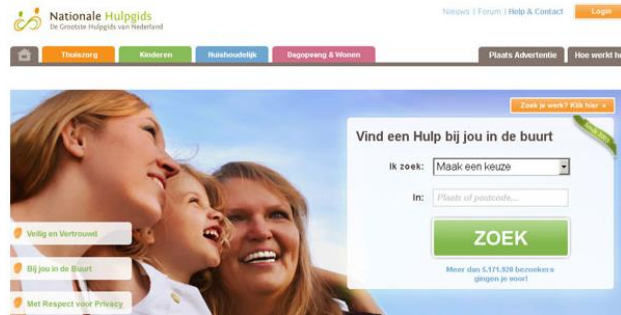 Nationale Hulpgids
De Grootste Hulpgids van Nederland
Nieuws | Forum | Help & Contact
Login
Thuiszorg
Kinderen
Huishoudelijk
Dagopvang & Wonen
Plaats Advertentie
Hoe werkt h
Zoek je werk? Klik hier »
Vind een Hulp bij jou in de buurt
Ik zoek: Maak een keuze
In: Plaats of postcode...
ZOEK
Meer dan 5.171.920 bezoekers
gingen je voor!
Veilig en Vertrouwd
Bij jou in de Buurt
Met Respect voor Privacy